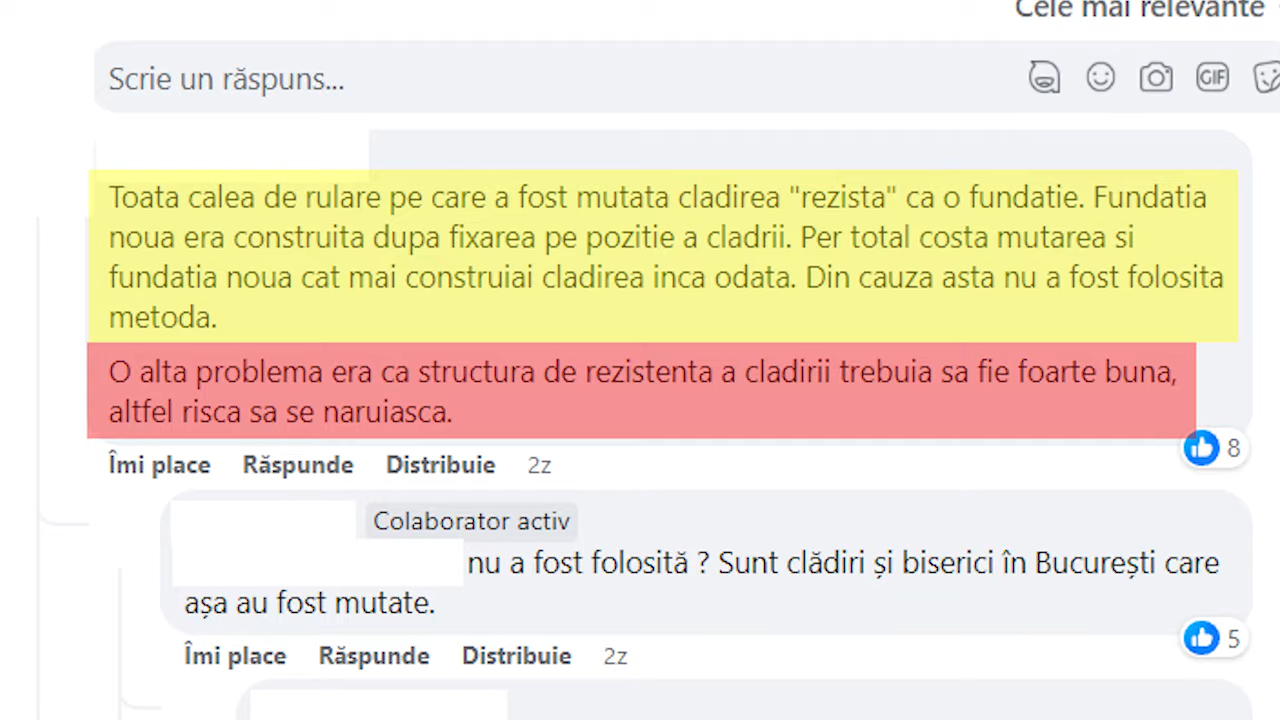 Cele mai relevante
Scrie un răspuns...
GIF
Toata calea de rulare pe care a fost mutata cladirea "rezista" ca o fundatie. Fundatia
noua era construita dupa fixarea pe pozitie a cladrii. Per total costa mutarea si
fundatia noua cat mai construiai cladirea inca odata. Din cauza asta nu a fost folosita
metoda.
O alta problema era ca structura de rezistenta a cladirii trebuia sa fie foarte buna,
altfel risca sa se naruiasca.
8
Îmi place Răspunde Distribuie 2z
Colaborator activ
nu a fost folosită ? Sunt clădiri și biserici în București care
așa au fost mutate.
5
Îmi place Răspunde Distribuie 2z